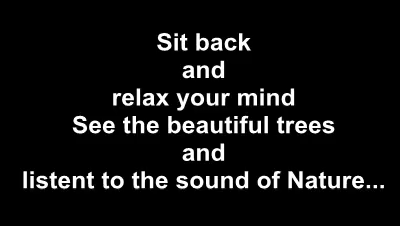 Sit back
and
relax your mind
See the beautiful trees
and
listent to the sound of Nature...